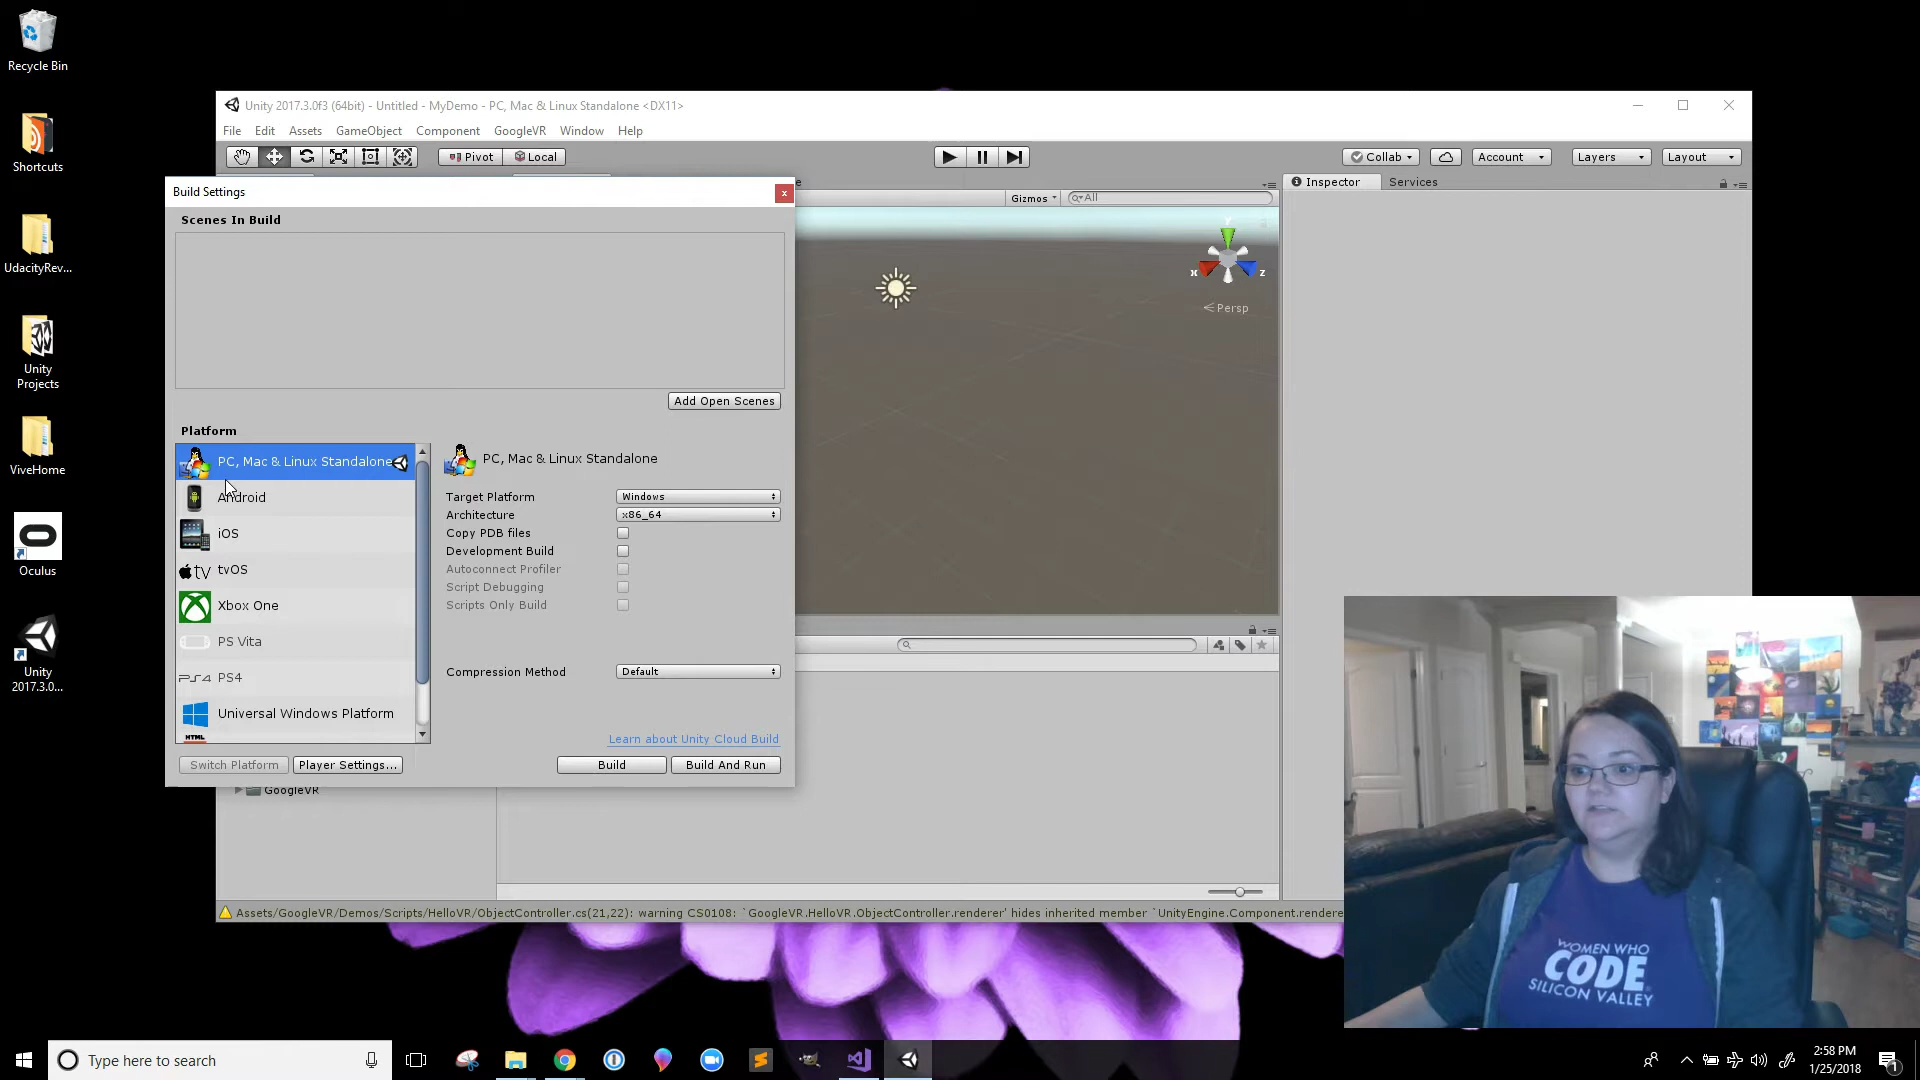 Recycle Bin
Shortcuts
UdacityRev...
Unity
Projects
ViveHome
Oculus
Unity
2017.3.0...
Unity 2017.3.0f3 (64bit) - Untitled - MyDemo - PC, Mac & Linux Standalone <DX11>
File Edit Assets GameObject Component GoogleVR Window Help
Pivot Local Collab Account Layers Layout
Build Settings
x
Inspector Services
Gizmos All
Scenes In Build
y
x z
Persp
Add Open Scenes
Platform
PC, Mac & Linux Standalone
Android
iOS
tv tvOS
Xbox One
PS Vita
PS4 PS4
Universal Windows Platform
HTML
PC, Mac & Linux Standalone
Target Platform Windows
Architecture x86_64
Copy PDB files
Development Build
Autoconnect Profiler
Script Debugging
Scripts Only Build
Compression Method Default
Learn about Unity Cloud Build
Switch Platform Player Settings... Build Build And Run
GoogleVR
Assets/GoogleVR/Demos/Scripts/HelloVR/ObjectController.cs(21,22): warning CS0108: `GoogleVR.HelloVR.ObjectController.renderer' hides inherited member `UnityEngine.Component.rendere
WOMEN WHO
CODE
SILICON VALLEY
Type here to search
2:58 PM
1/25/2018
1